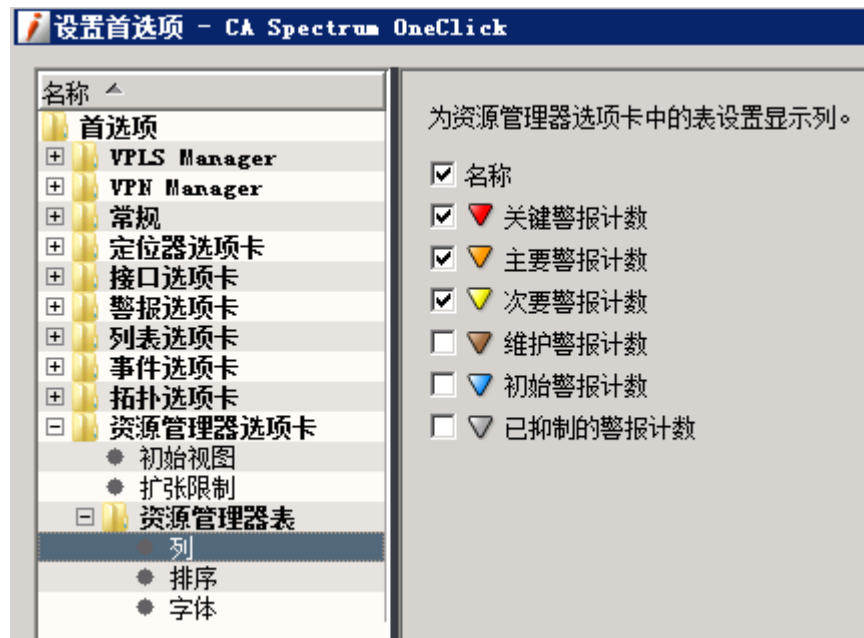 设置首选项 - CA Spectrum OneClick
名称
首选项
VPLS Manager
VPN Manager
常规
定位器选项卡
接口选项卡
警报选项卡
列表选项卡
事件选项卡
拓扑选项卡
资源管理器选项卡
初始视图
扩张限制
资源管理器表
列
排序
字体
为资源管理器选项卡中的表设置显示列。
名称
关键警报计数
主要警报计数
次要警报计数
维护警报计数
初始警报计数
已抑制的警报计数